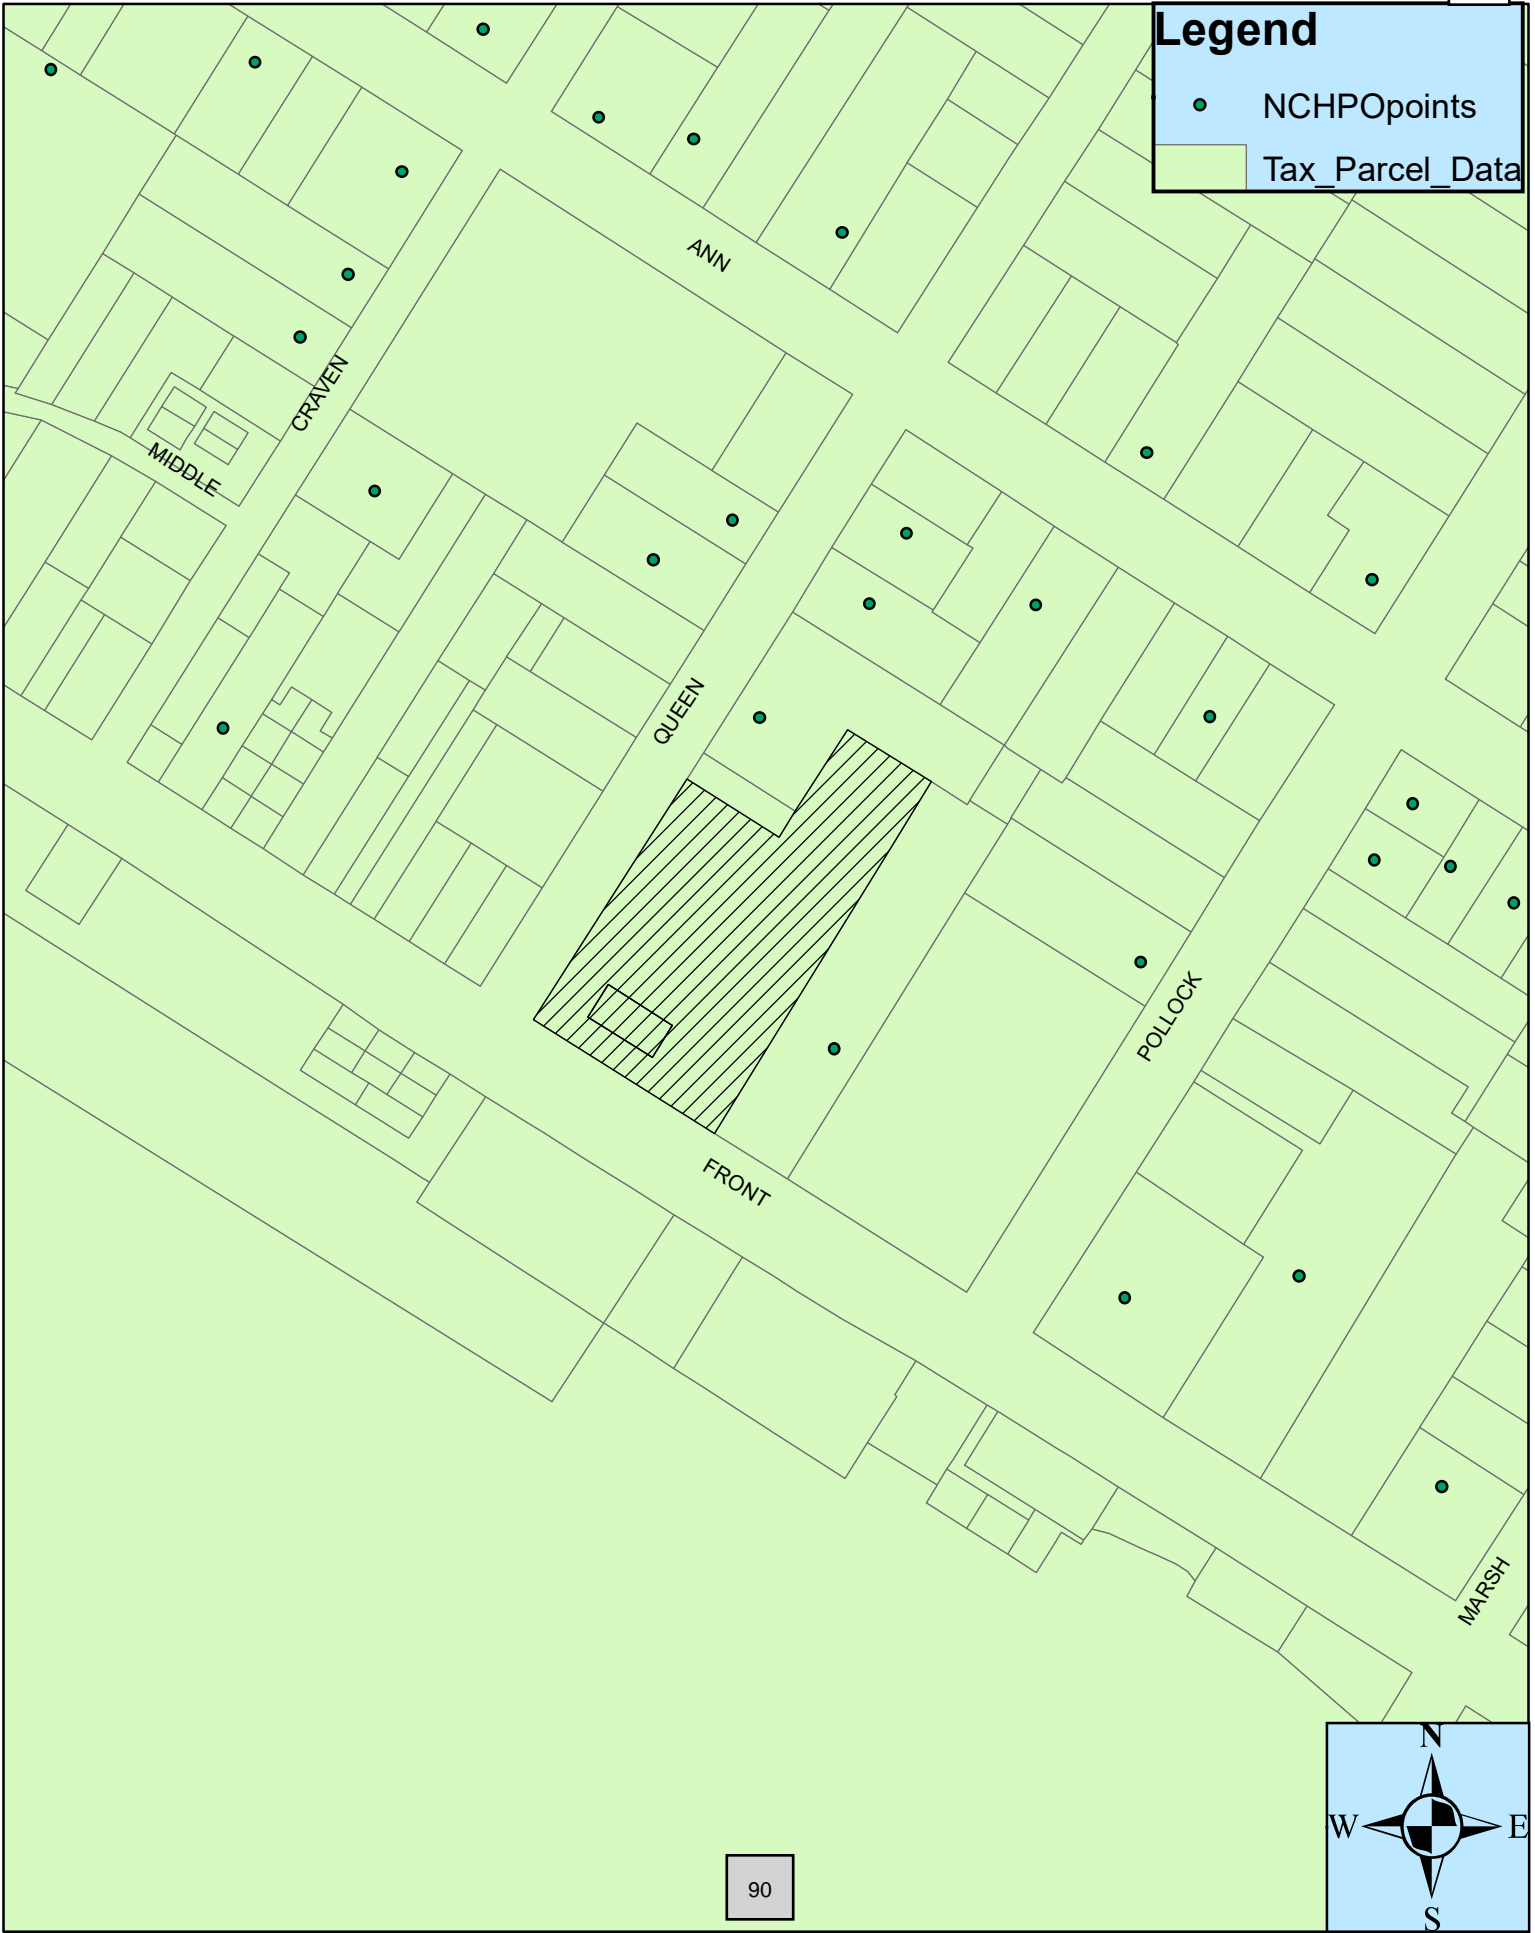 Legend
NCHPOpoints
Tax_Parcel_Data
ANN
CRAVEN
MIDDLE
QUEEN
POLLOCK
FRONT
MARSH
N
W E
S
90